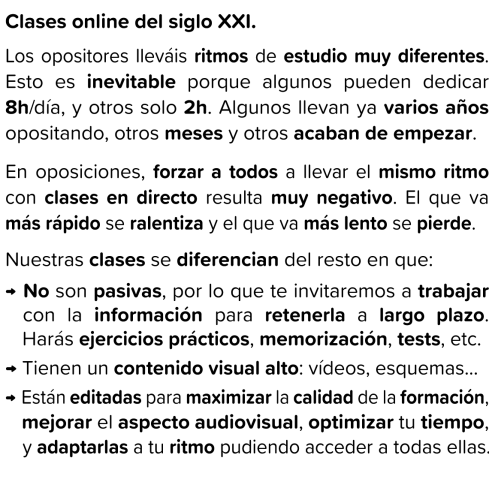 Clases online del siglo XXI.
Los opositores lleváis ritmos de estudio muy diferentes.
Esto es inevitable porque algunos pueden dedicar
8h/día, y otros solo 2h. Algunos llevan ya varios años
opositando, otros meses y otros acaban de empezar.
En oposiciones, forzar a todos a llevar el mismo ritmo
con clases en directo resulta muy negativo. El que va
más rápido se ralentiza y el que va más lento se pierde.
Nuestras clases se diferencian del resto en que:
→ No son pasivas, por lo que te invitaremos a trabajar
con la información para retenerla a largo plazo.
Harás ejercicios prácticos, memorización, tests, etc.
→ Tienen un contenido visual alto: vídeos, esquemas...
→ Están editadas para maximizar la calidad de la formación,
mejorar el aspecto audiovisual, optimizar tu tiempo,
y adaptarlas a tu ritmo pudiendo acceder a todas ellas.